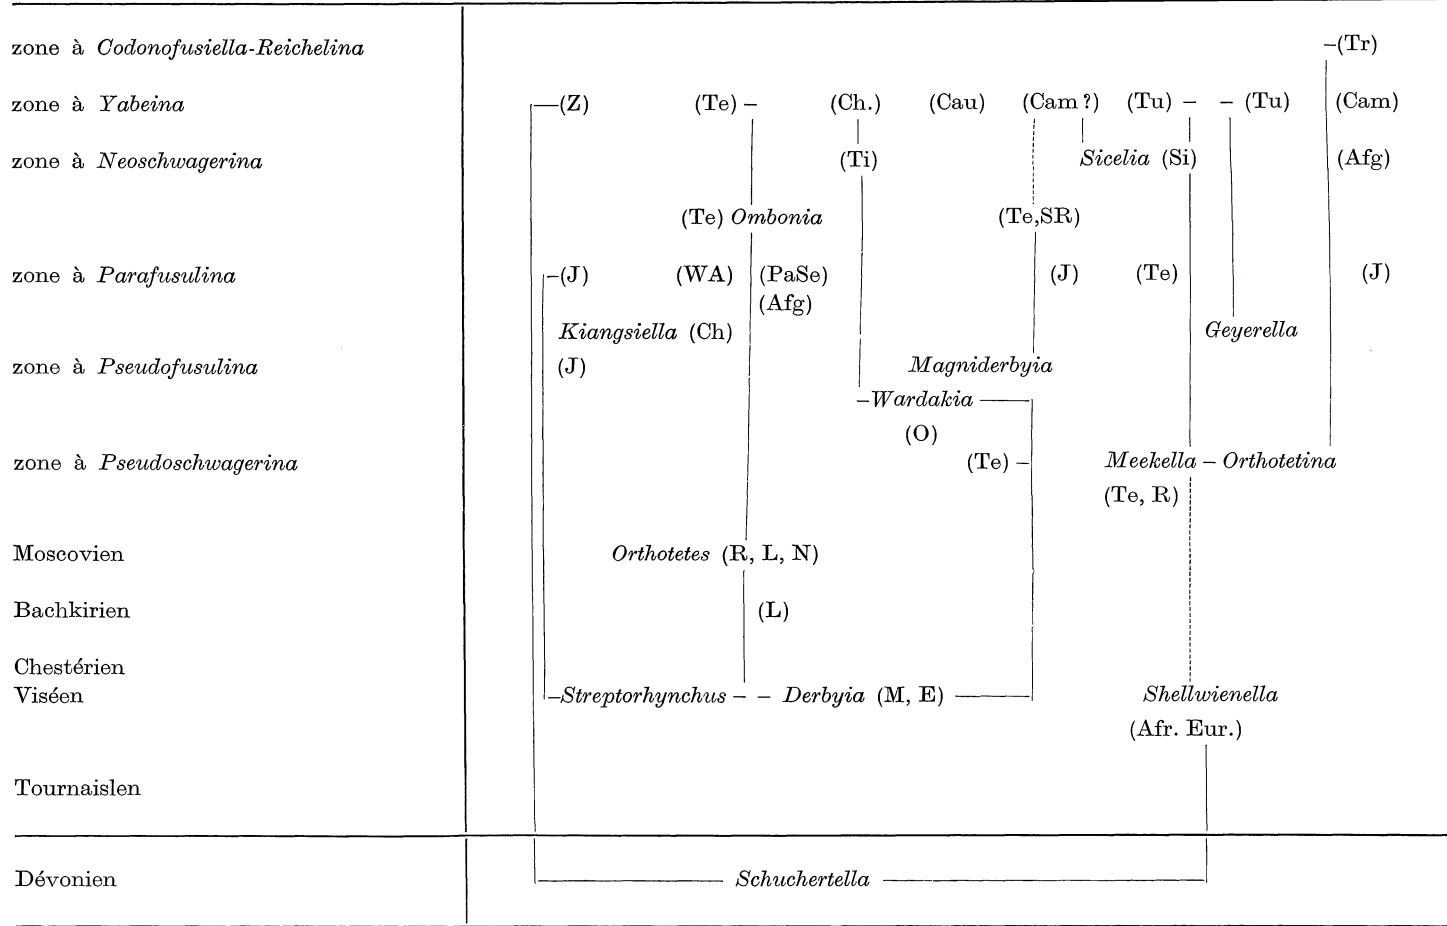 zone à Codonofusiella-Reichelina –(Tr)
zone à Yabeina —(Z) (Te) – (Ch.) (Cau) (Cam ?) (Tu) – – (Tu) (Cam)
zone à Neoschwagerina (Ti) Sicelia (Si) (Afg)
(Te) Ombonia (Te,SR)
zone à Parafusulina –(J) (WA) (PaSe) (J) (Te) (J)
(Afg)
Kiangsiella (Ch) Geyerella
zone à Pseudofusulina (J) Magniderbyia
–Wardakia
(O)
zone à Pseudoschwagerina (Te) – Meekella – Orthotetina
(Te, R)
Moscovien Orthotetes (R, L, N)
Bachkirien (L)
Chestérien
Viséen –Streptorhynchus – – Derbyia (M, E) Shellwienella
(Afr. Eur.)
Tournaislen
Dévonien Schuchertella